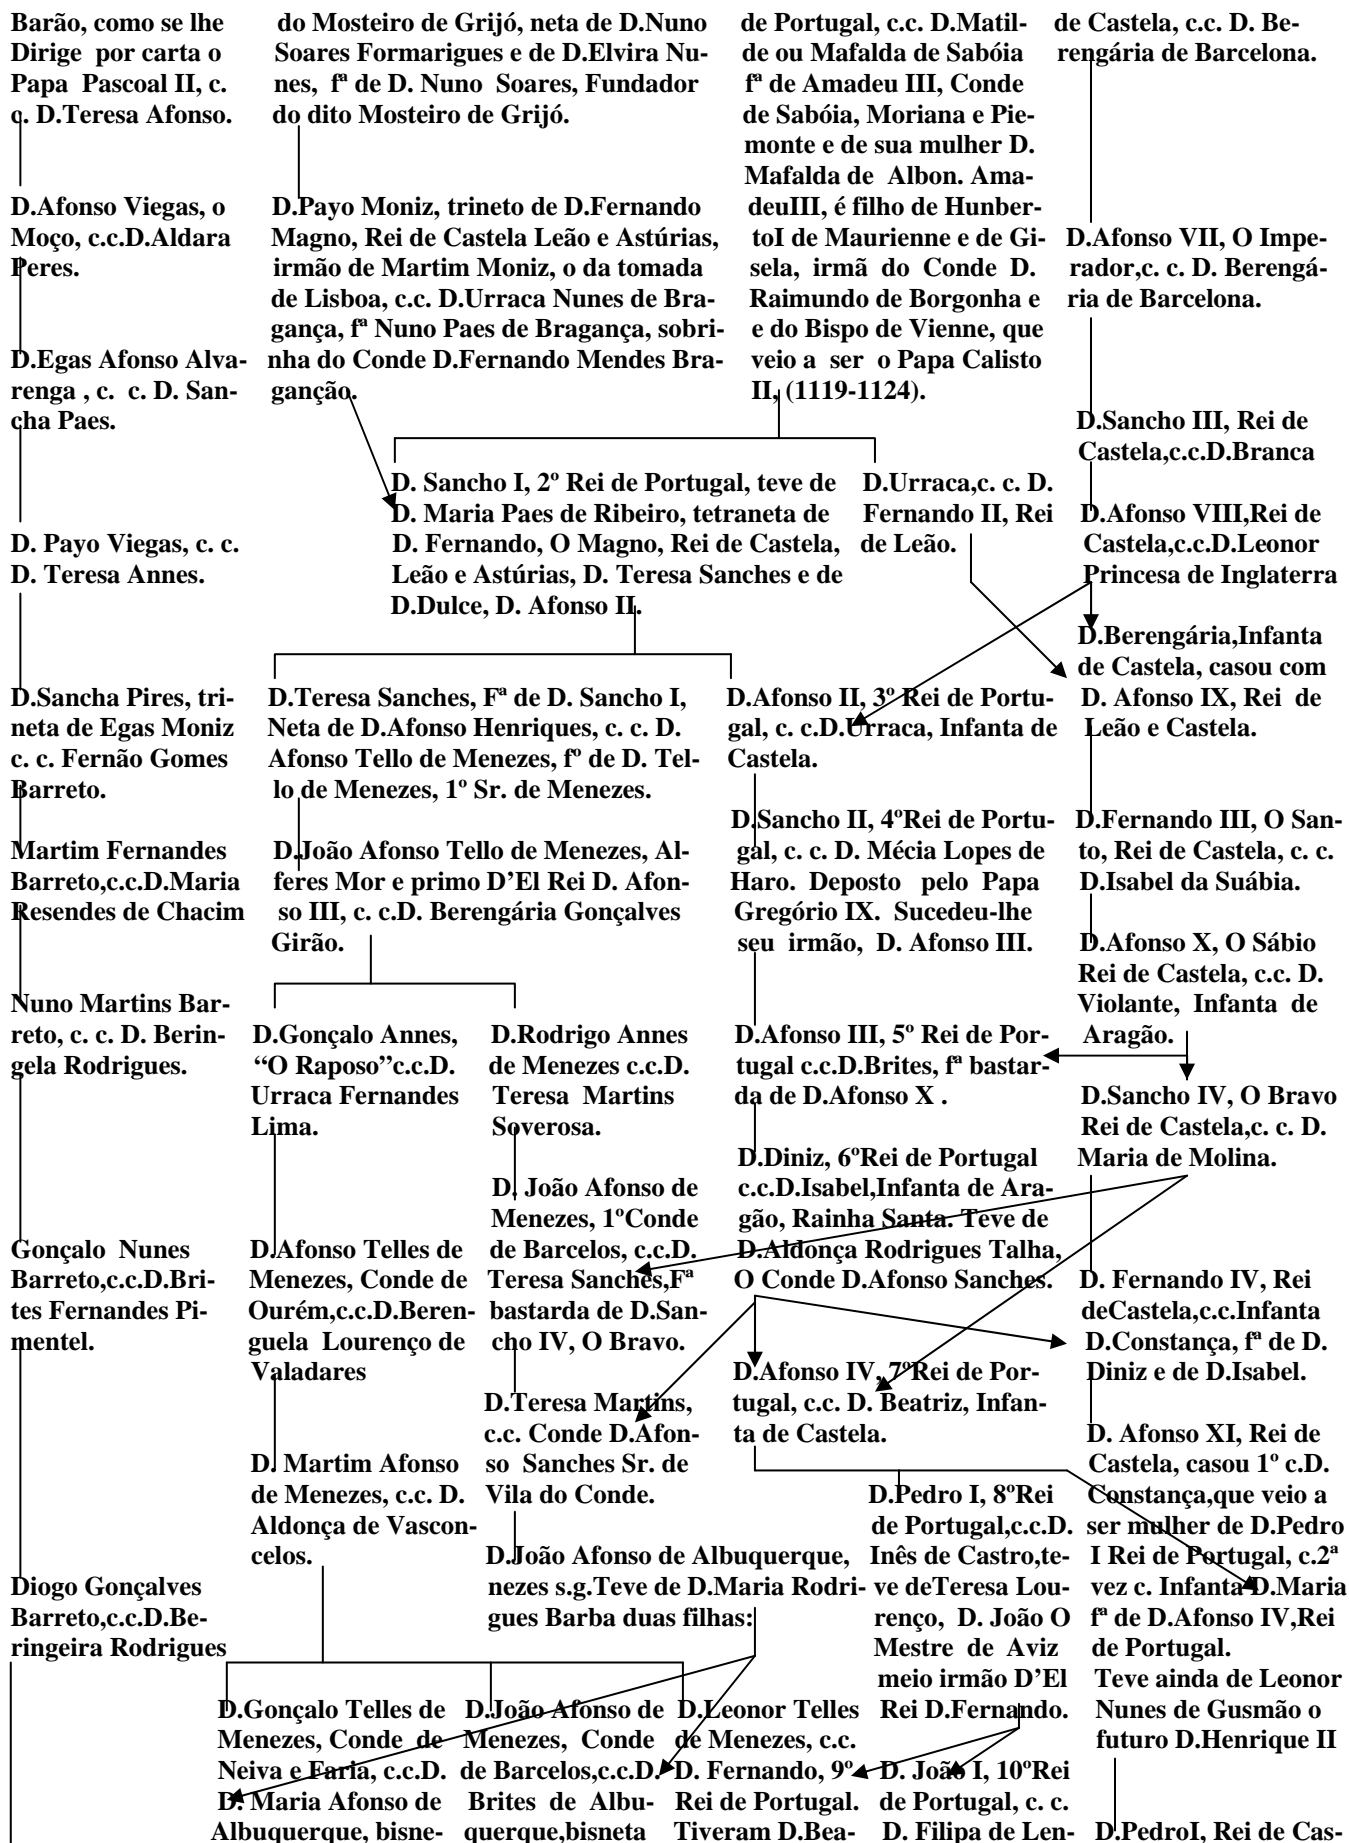 Barão, como se lhe
Dirige por carta o
Papa Pascoal II, c.
c. D.Teresa Afonso.
D.Afonso Viegas, o
Moço, c.c.D.Aldara
Peres.
D.Egas Afonso Alva-
renga , c. c. D. San-
cha Paes.
D. Payo Viegas, c. c.
D. Teresa Annes.
D.Sancha Pires, tri-
neta de Egas Moniz
c. c. Fernão Gomes
Barreto.
Martim Fernandes
Barreto,c.c.D.Maria
Resendes de Chacim
Nuno Martins Bar-
reto, c. c. D. Berin-
gela Rodrigues.
Gonçalo Nunes
Barreto,c.c.D.Bri-
tes Fernandes Pi-
mentel.
Diogo Gonçalves
Barreto,c.c.D.Be-
ringeira Rodrigues
do Mosteiro de Grijó, neta de D.Nuno
Soares Formarigues e de D.Elvira Nu-
nes, fª de D. Nuno Soares, Fundador
do dito Mosteiro de Grijó.
D.Payo Moniz, trineto de D.Fernando
Magno, Rei de Castela Leão e Astúrias,
irmão de Martim Moniz, o da tomada
de Lisboa, c.c. D.Urraca Nunes de Bra-
gança, fª Nuno Paes de Bragança, sobri-
nha do Conde D.Fernando Mendes Bra-
ganção.
de Portugal, c.c. D.Matil-
de ou Mafalda de Sabóia
fª de Amadeu III, Conde
de Sabóia, Moriana e Pie-
monte e de sua mulher D.
Mafalda de Albon. Ama-
deuIII, é filho de Hunber-
toI de Maurienne e de Gi-
sela, irmã do Conde D.
Raimundo de Borgonha e
e do Bispo de Vienne, que
veio a ser o Papa Calisto
II, (1119-1124).
de Castela, c.c. D. Be-
rengária de Barcelona.
D.Afonso VII, O Impe-
rador,c. c. D. Berengá-
ria de Barcelona.
D.Sancho III, Rei de
Castela,c.c.D.Branca
D.Afonso VIII,Rei de
Castela,c.c.D.Leonor
Princesa de Inglaterra
D.Berengária,Infanta
de Castela, casou com
D. Afonso IX, Rei de
Leão e Castela.
D. Sancho I, 2º Rei de Portugal, teve de
D. Maria Paes de Ribeiro, tetraneta de
D. Fernando, O Magno, Rei de Castela,
Leão e Astúrias, D. Teresa Sanches e de
D.Dulce, D. Afonso II.
D.Urraca,c. c. D.
Fernando II, Rei
de Leão.
D.Teresa Sanches, Fª de D. Sancho I,
Neta de D.Afonso Henriques, c. c. D.
Afonso Tello de Menezes, fº de D. Tel-
lo de Menezes, 1º Sr. de Menezes.
D.Afonso II, 3º Rei de Portu-
gal, c. c.D.Urraca, Infanta de
Castela.
D.João Afonso Tello de Menezes, Al-
feres Mor e primo D’El Rei D. Afon-
so III, c. c.D. Berengária Gonçalves
Girão.
D.Sancho II, 4ºRei de Portu-
gal, c. c. D. Mécia Lopes de
Haro. Deposto pelo Papa
Gregório IX. Sucedeu-lhe
seu irmão, D. Afonso III.
D.Fernando III, O San-
to, Rei de Castela, c. c.
D.Isabel da Suábia.
D.Afonso X, O Sábio
Rei de Castela, c.c. D.
Violante, Infanta de
Aragão.
D.Gonçalo Annes,
“O Raposo”c.c.D.
Urraca Fernandes
Lima.
D.Rodrigo Annes
de Menezes c.c.D.
Teresa Martins
Soverosa.
D.Afonso III, 5º Rei de Por-
tugal c.c.D.Brites, fª bastar-
da de D.Afonso X .
D.Sancho IV, O Bravo
Rei de Castela,c. c. D.
Maria de Molina.
D.Diniz, 6ºRei de Portugal
c.c.D.Isabel,Infanta de Ara-
gão, Rainha Santa. Teve de
D.Aldonça Rodrigues Talha,
O Conde D.Afonso Sanches.
D. João Afonso de
Menezes, 1ºConde
de Barcelos, c.c.D.
Teresa Sanches,Fª
bastarda de D.San-
cho IV, O Bravo.
D.Afonso Telles de
Menezes, Conde de
Ourém,c.c.D.Beren-
guela Lourenço de
Valadares
D. Fernando IV, Rei
deCastela,c.c.Infanta
D.Constança, fª de D.
Diniz e de D.Isabel.
D.Afonso IV, 7ºRei de Por-
tugal, c.c. D. Beatriz, Infan-
ta de Castela.
D.Teresa Martins,
c.c. Conde D.Afon-
so Sanches Sr. de
Vila do Conde.
D. Martim Afonso
de Menezes, c.c. D.
Aldonça de Vascon-
celos.
D. Afonso XI, Rei de
Castela, casou 1º c.D.
Constança,que veio a
ser mulher de D.Pedro
I Rei de Portugal, c.2ª
vez c. Infanta D.Maria
fª de D.Afonso IV,Rei
de Portugal.
Teve ainda de Leonor
Nunes de Gusmão o
futuro D.Henrique II
D.Pedro I, 8ºRei
de Portugal,c.c.D.
Inês de Castro,te-
ve deTeresa Lou-
renço, D. João O
Mestre de Aviz
meio irmão D’El
Rei D.Fernando.
D.João Afonso de Albuquerque,
nezes s.g.Teve de D.Maria Rodri-
gues Barba duas filhas:
D.Gonçalo Telles de
Menezes, Conde de
Neiva e Faria, c.c.D.
D. Maria Afonso de
Albuquerque, bisne-
D.João Afonso de
Menezes, Conde
de Barcelos,c.c.D.
Brites de Albu-
querque,bisneta
D.Leonor Telles
de Menezes, c.c.
D. Fernando, 9º
Rei de Portugal.
Tiveram D.Bea-
D. João I, 10ºRei
de Portugal, c. c.
D. Filipa de Len-
D.PedroI, Rei de Cas-